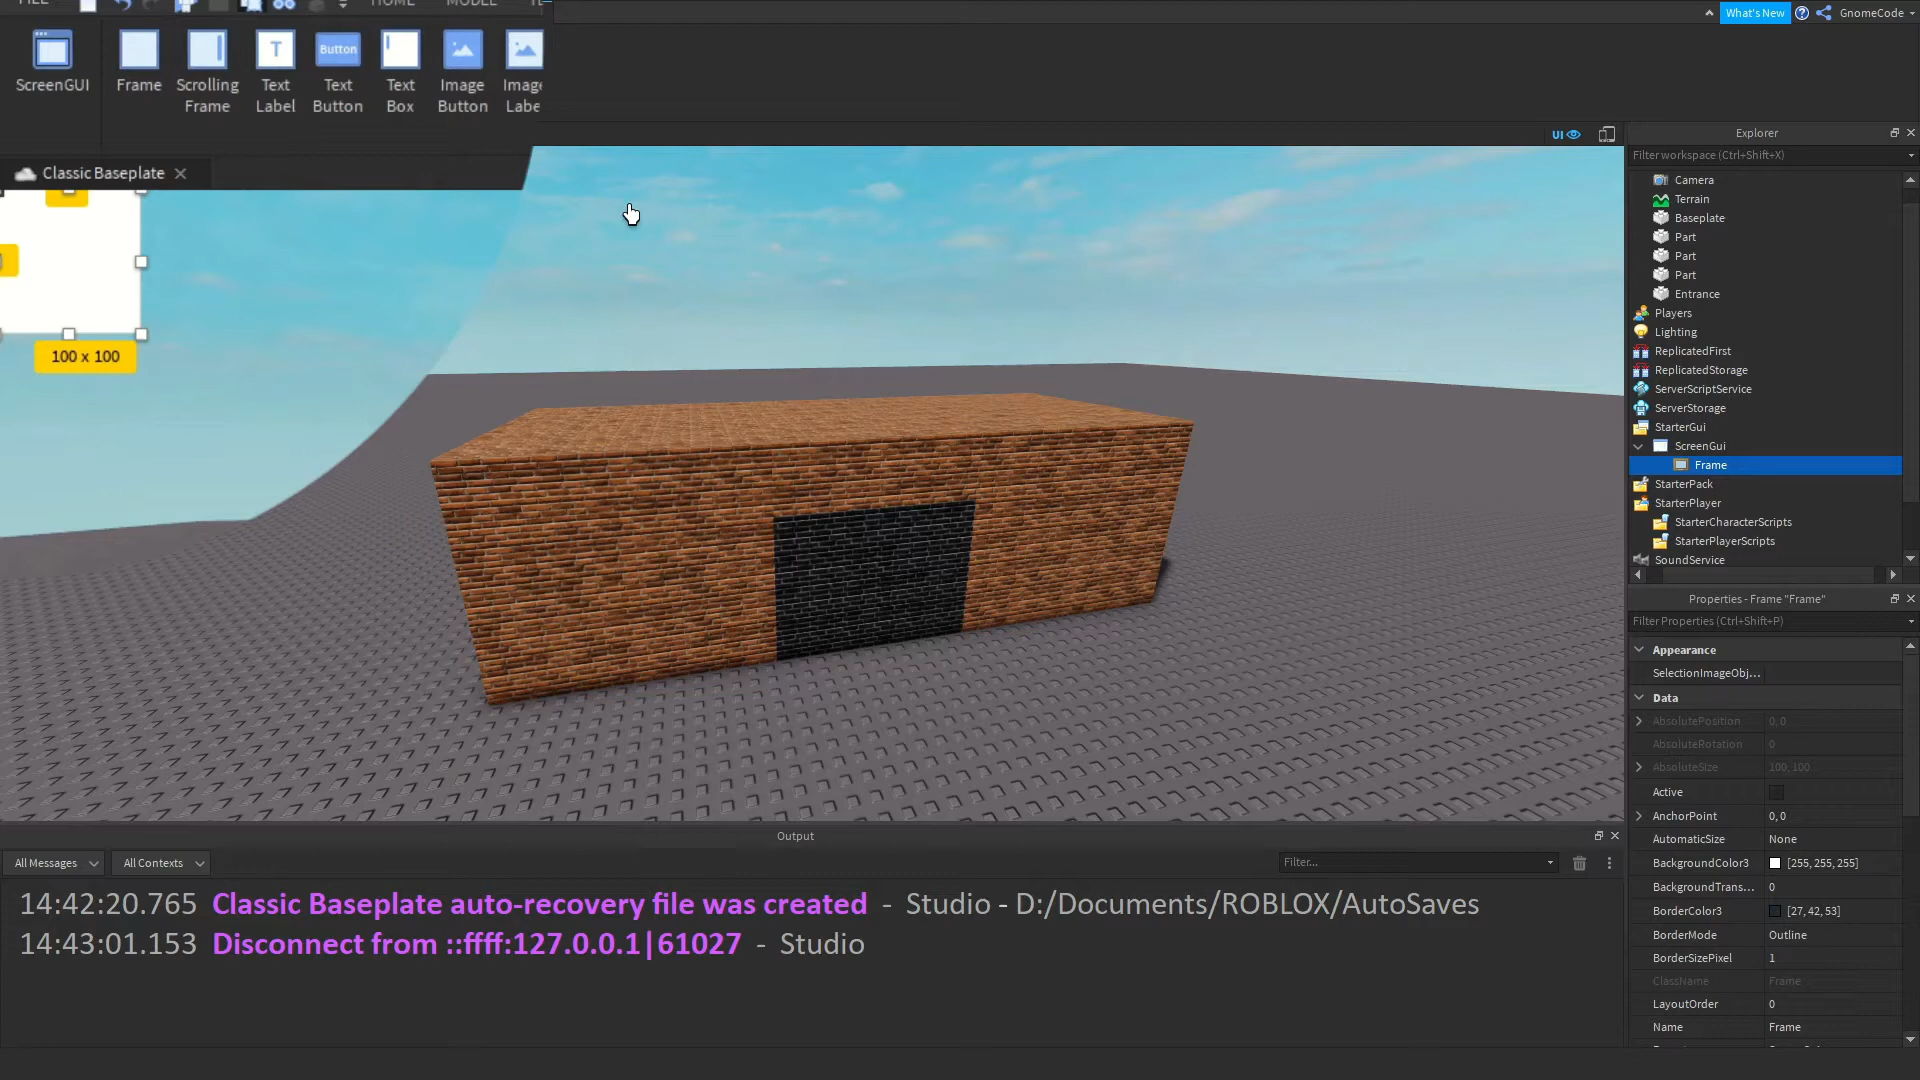 FILE
HOME
MODEL
What's New
GnomeCode
ScreenGUI
Frame
Scrolling
Frame
Text
Label
Button
Text
Button
Text
Box
Image
Button
Classic Baseplate
UI
100 x 100
Explorer
Filter workspace (Ctrl+Shift+X)
Camera
Terrain
Baseplate
Part
Part
Part
Entrance
Players
Lighting
ReplicatedFirst
ReplicatedStorage
ServerScriptService
ServerStorage
StarterGui
ScreenGui
Frame
StarterPack
StarterPlayer
StarterCharacterScripts
StarterPlayerScripts
SoundService
Properties - Frame "Frame"
Filter Properties (Ctrl+Shift+P)
Appearance
SelectionImageObj...
Data
AbsolutePosition 0, 0
AbsoluteRotation 0
AbsoluteSize 100, 100
Active
AnchorPoint 0, 0
AutomaticSize None
BackgroundColor3 [255, 255, 255]
BackgroundTrans... 0
BorderColor3 [27, 42, 53]
BorderMode Outline
BorderSizePixel 1
ClassName Frame
LayoutOrder 0
Name Frame
Output
All Messages
All Contexts
Filter...
14:42:20.765 Classic Baseplate auto-recovery file was created - Studio - D:/Documents/ROBLOX/AutoSaves
14:43:01.153 Disconnect from ::ffff:127.0.0.1|61027 - Studio